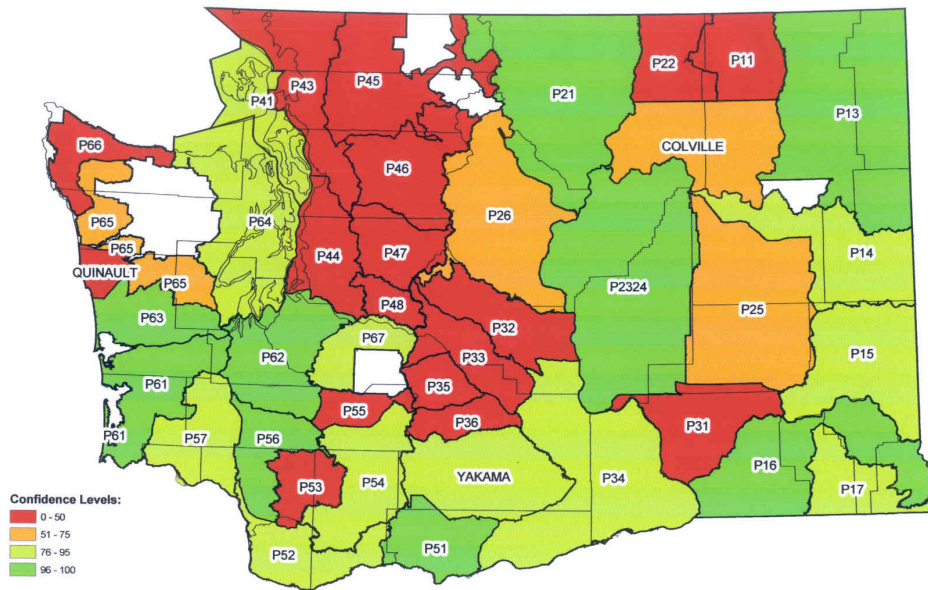 P22
P11
P43
P45
P41
P21
P13
P66
COLVILLE
P46
P26
P65
P64
P65
P44
P47
P14
QUINAULT
P65
P2324
P48
P25
P63
P32
P67
P33
P62
P15
P61
P35
P55
P36
P31
P61
P57
P56
P16
P53
P54
YAKAMA
P34
P17
P52
P51
Confidence Levels:
0 - 50
51 - 75
76 - 95
96 - 100